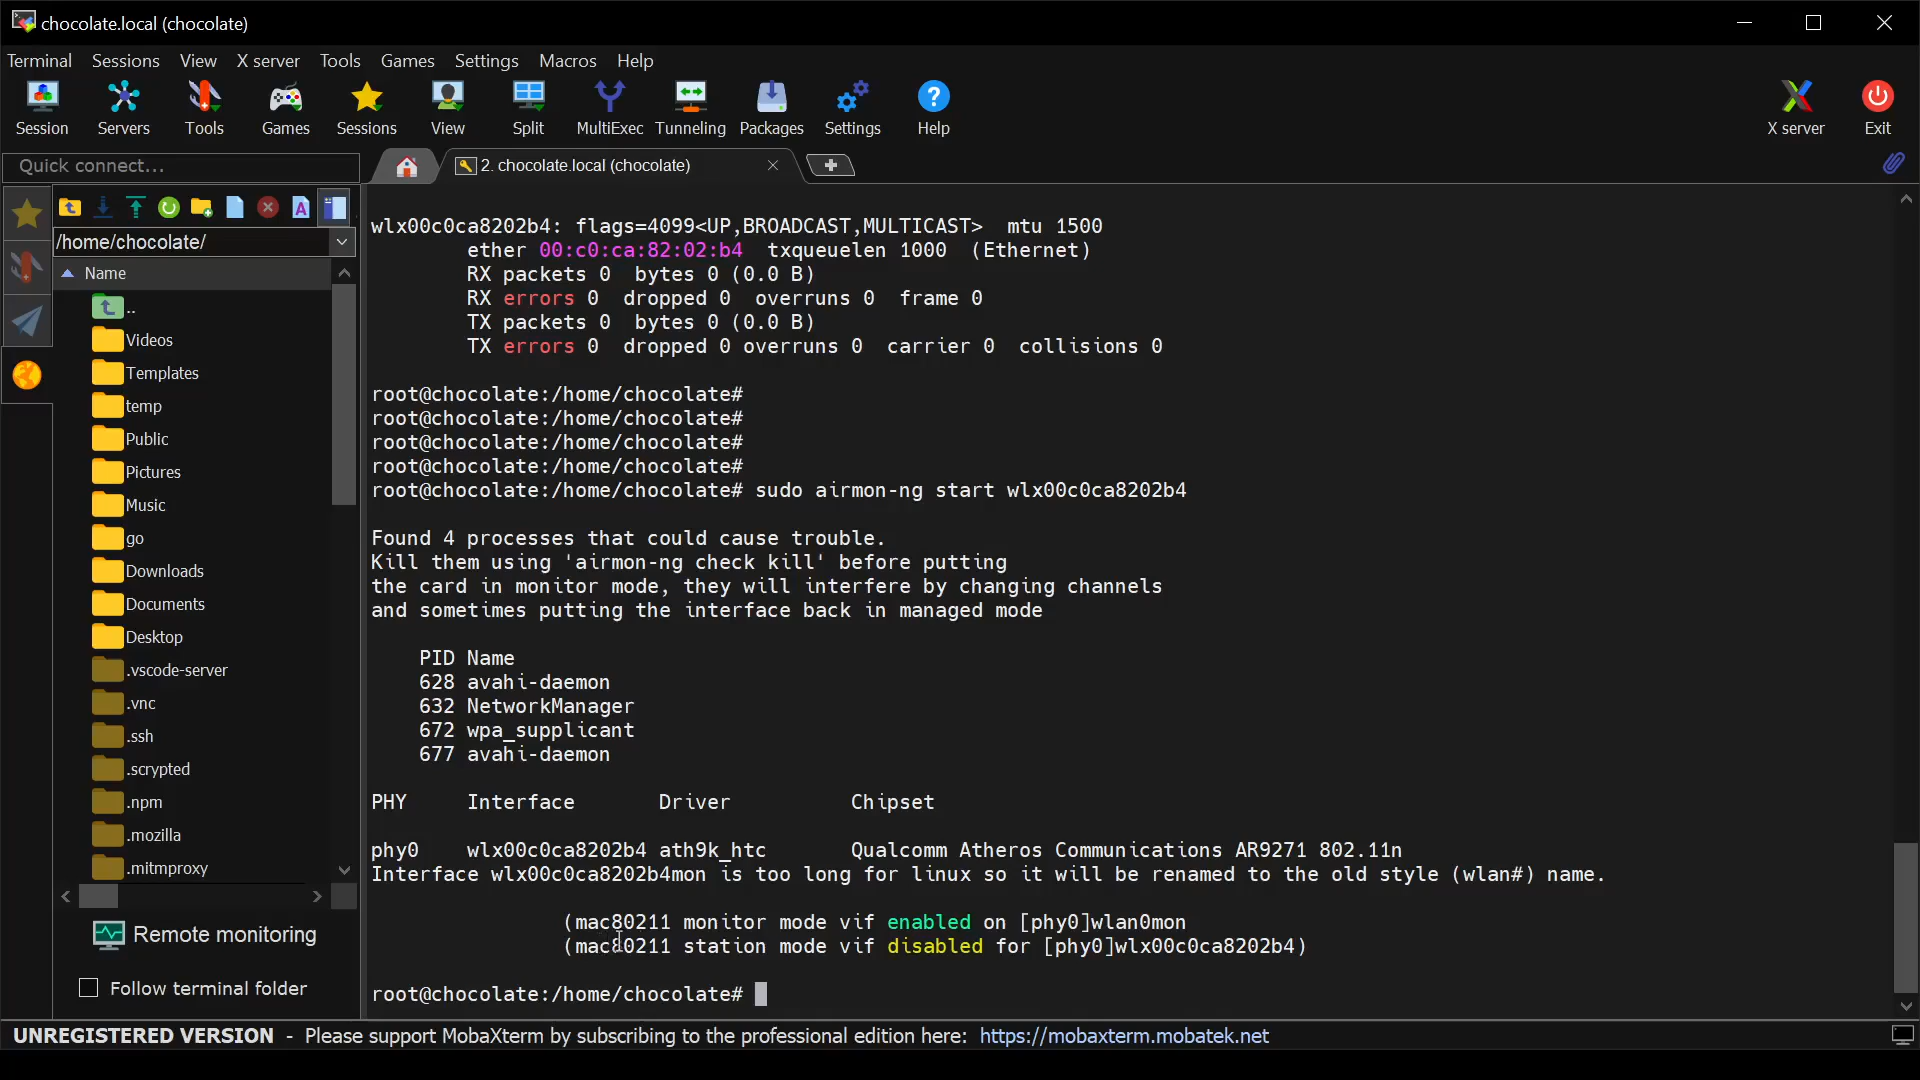 chocolate.local (chocolate)
Terminal Sessions View X server Tools Games Settings Macros Help
Session Servers Tools Games Sessions View Split MultiExec Tunneling Packages Settings Help X server Exit
Quick connect...
2. chocolate.local (chocolate)
/home/chocolate/
Name
..
Videos
Templates
temp
Public
Pictures
Music
go
Downloads
Documents
Desktop
.vscode-server
.vnc
.ssh
.scrypted
.npm
.mozilla
.mitmproxy
Remote monitoring
Follow terminal folder
wlx00c0ca8202b4: flags=4099<UP,BROADCAST,MULTICAST>  mtu 1500
        ether 00:c0:ca:82:02:b4  txqueuelen 1000  (Ethernet)
        RX packets 0  bytes 0 (0.0 B)
        RX errors 0  dropped 0  overruns 0  frame 0
        TX packets 0  bytes 0 (0.0 B)
        TX errors 0  dropped 0 overruns 0  carrier 0  collisions 0
root@chocolate:/home/chocolate#
root@chocolate:/home/chocolate#
root@chocolate:/home/chocolate#
root@chocolate:/home/chocolate#
root@chocolate:/home/chocolate# sudo airmon-ng start wlx00c0ca8202b4
Found 4 processes that could cause trouble.
Kill them using 'airmon-ng check kill' before putting
the card in monitor mode, they will interfere by changing channels
and sometimes putting the interface back in managed mode
    PID Name
    628 avahi-daemon
    632 NetworkManager
    672 wpa_supplicant
    677 avahi-daemon
PHY     Interface       Driver          Chipset
phy0    wlx00c0ca8202b4 ath9k_htc       Qualcomm Atheros Communications AR9271 802.11n
Interface wlx00c0ca8202b4mon is too long for linux so it will be renamed to the old style (wlan#) name.
                (mac80211 monitor mode vif enabled on [phy0]wlan0mon
                (mac80211 station mode vif disabled for [phy0]wlx00c0ca8202b4)
root@chocolate:/home/chocolate#
UNREGISTERED VERSION - Please support MobaXterm by subscribing to the professional edition here: https://mobaxterm.mobatek.net